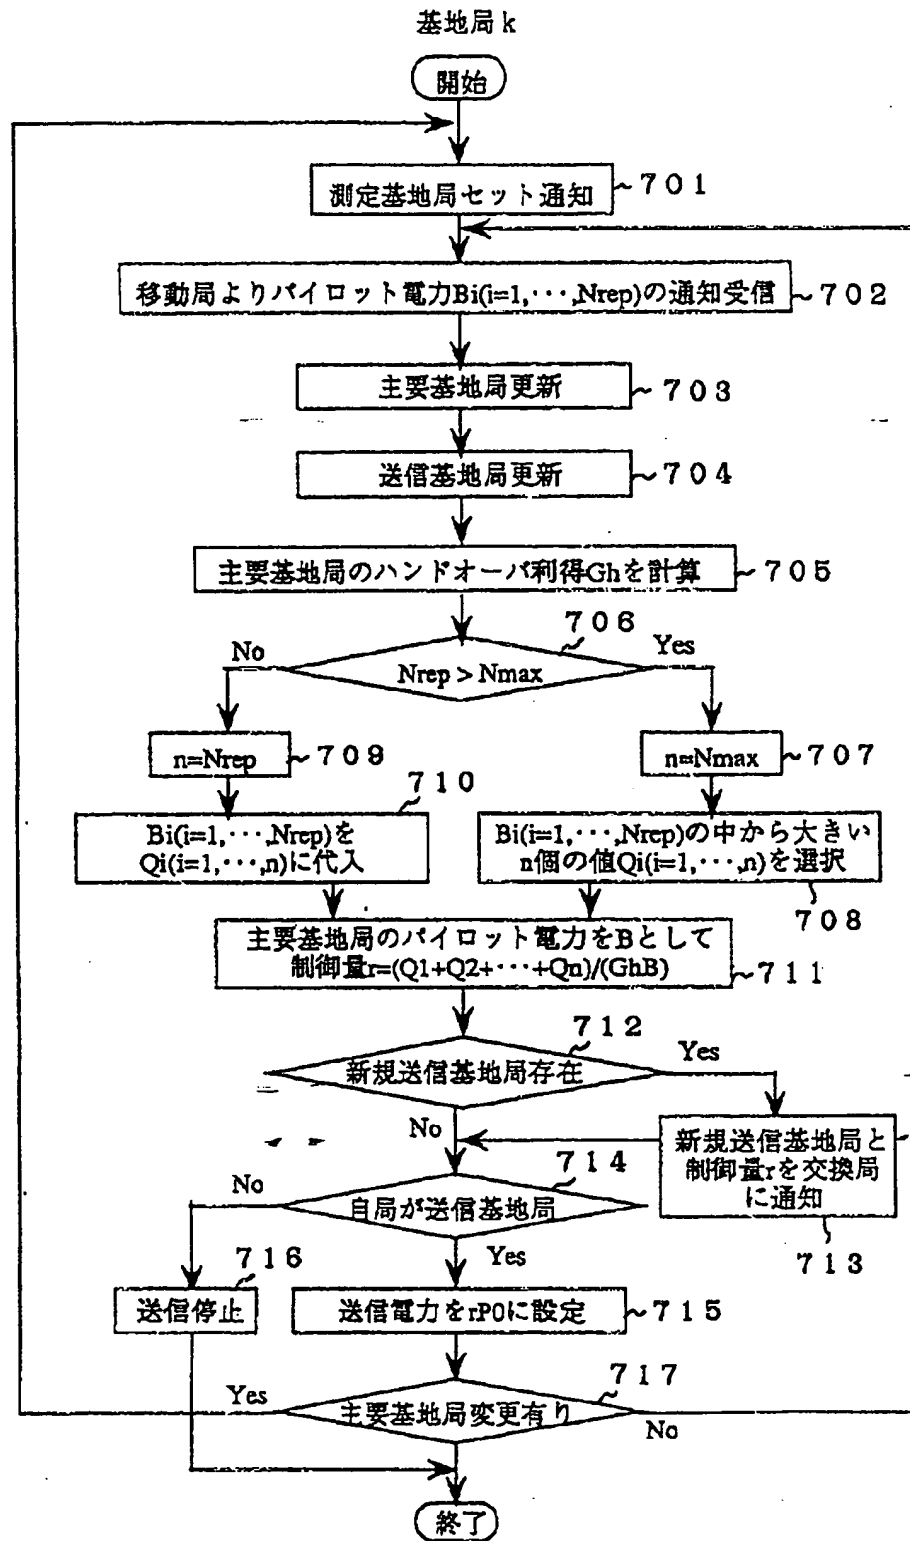 基地局k
開始
測定基地局セット通知
~701
移動局よりパイロット電力Bi(i=1,・・・,Nrep)の通知受信
~702
主要基地局更新
~703
送信基地局更新
~704
主要基地局のハンドオーバ利得Ghを計算
~705
706
No
Yes
Nrep > Nmax
n=Nrep
~709
n=Nmax
~707
710
Bi(i=1,・・・,Nrep)を
Qi(i=1,・・・,n)に代入
Bi(i=1,・・・,Nrep)の中から大きい
n個の値Qi(i=1,・・・,n)を選択
708
主要基地局のパイロット電力をBとして
制御量r=(Q1+Q2+・・・+Qn)/(GhB)
~711
712
新規送信基地局存在
Yes
No
新規送信基地局と
制御量rを交換局
に通知
713
714
No
自局が送信基地局
Yes
716
送信停止
送信電力をrP0に設定
~715
717
Yes
主要基地局変更有り
No
終了